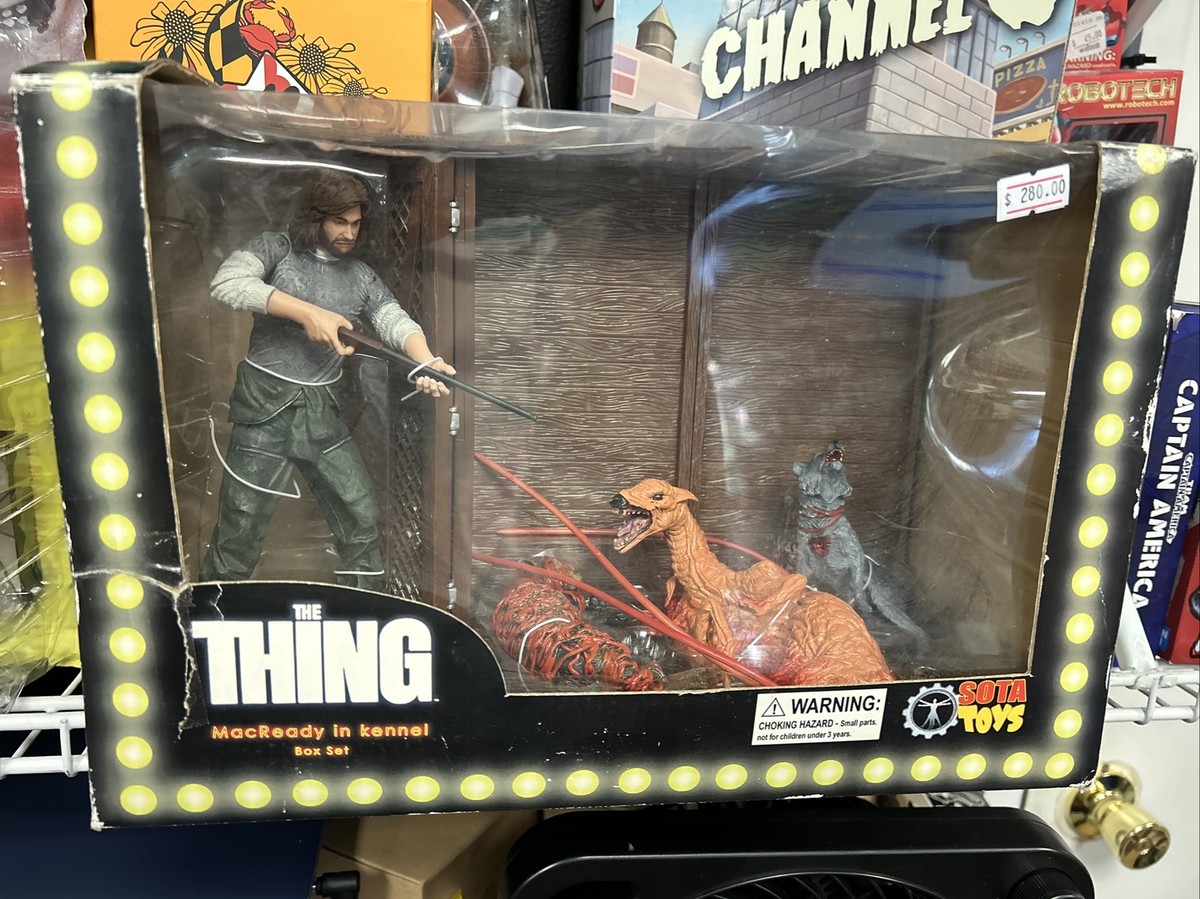 CHANNEL
PIZZA
ROBOTECH
www.robotech.com
$ 280.00
CAPTAIN AMERICA
THE
THING
MacReady in kennel
Box Set
WARNING:
CHOKING HAZARD - Small parts.
not for children under 3 years.
SOTA
TOYS